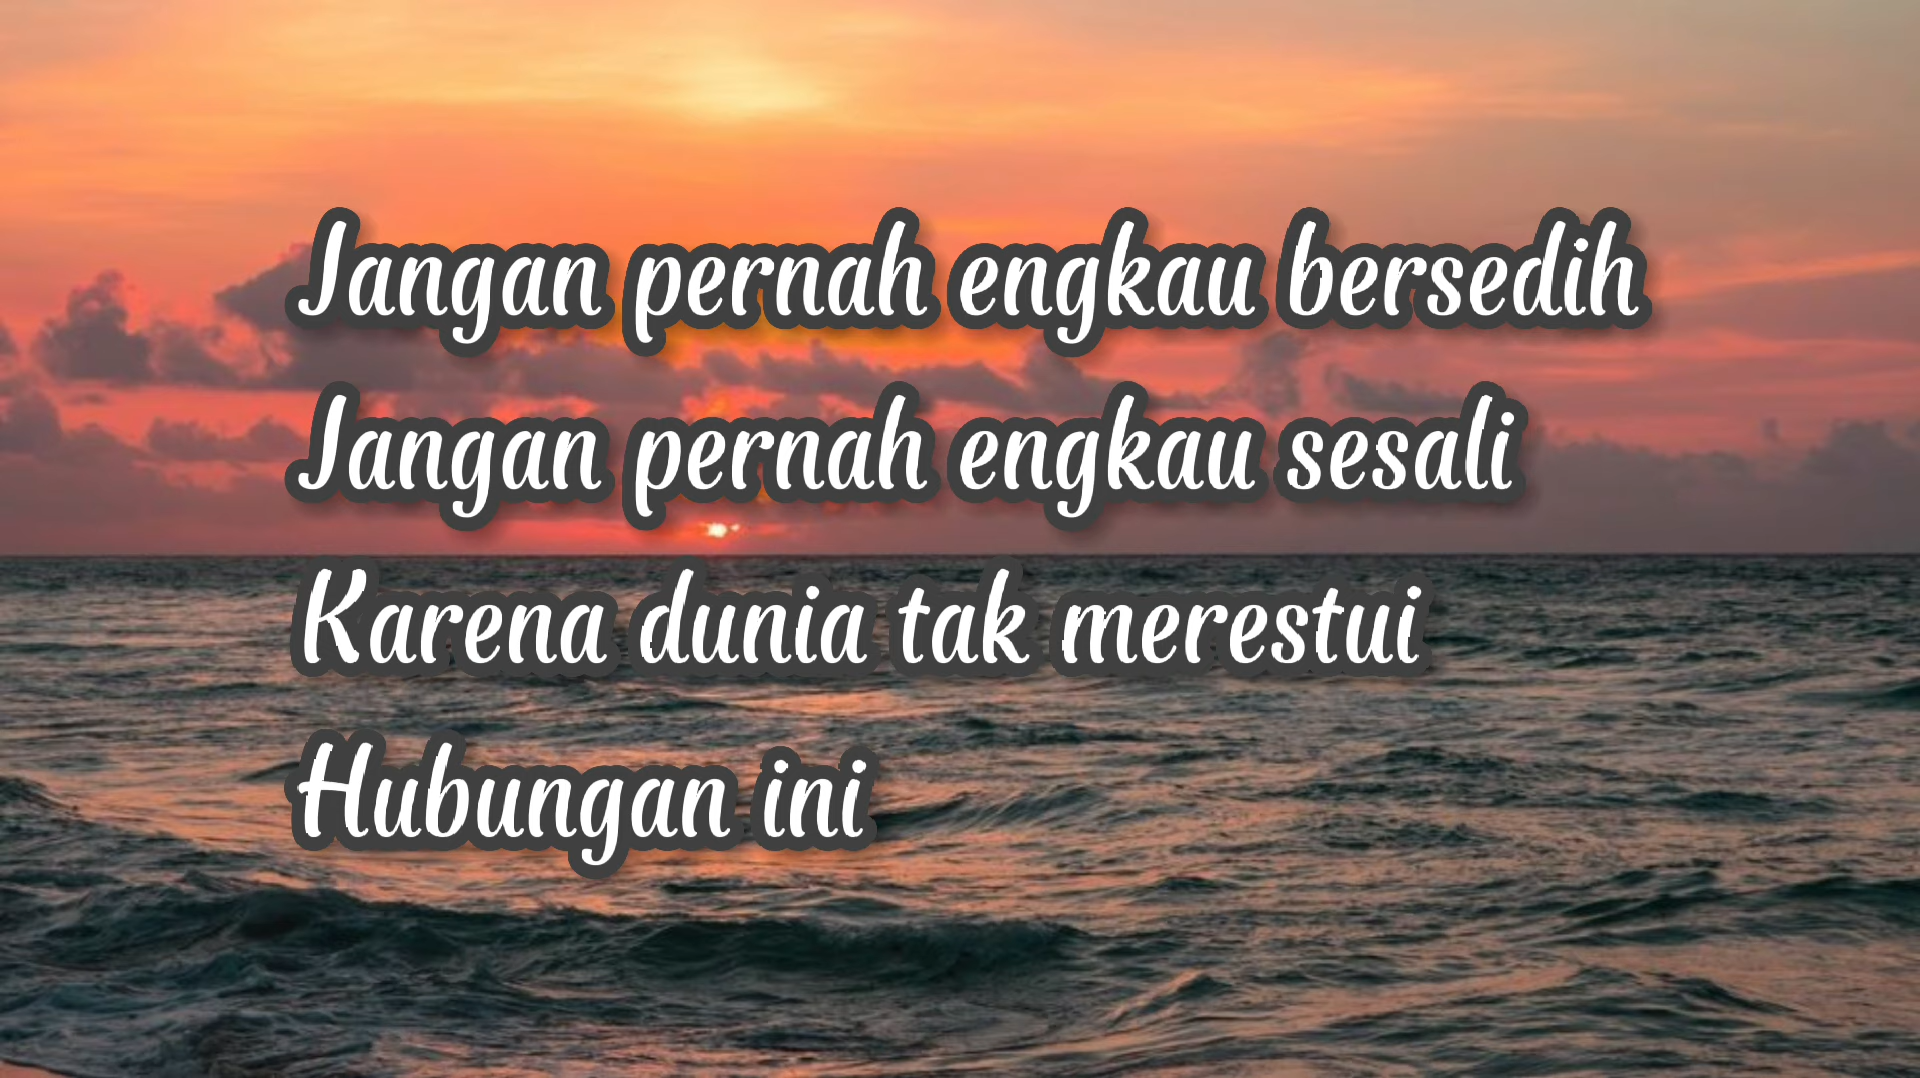 Jangan pernah engkau bersedih
Jangan pernah engkau sesali
Karena dunia tak merestui
Hubungan ini